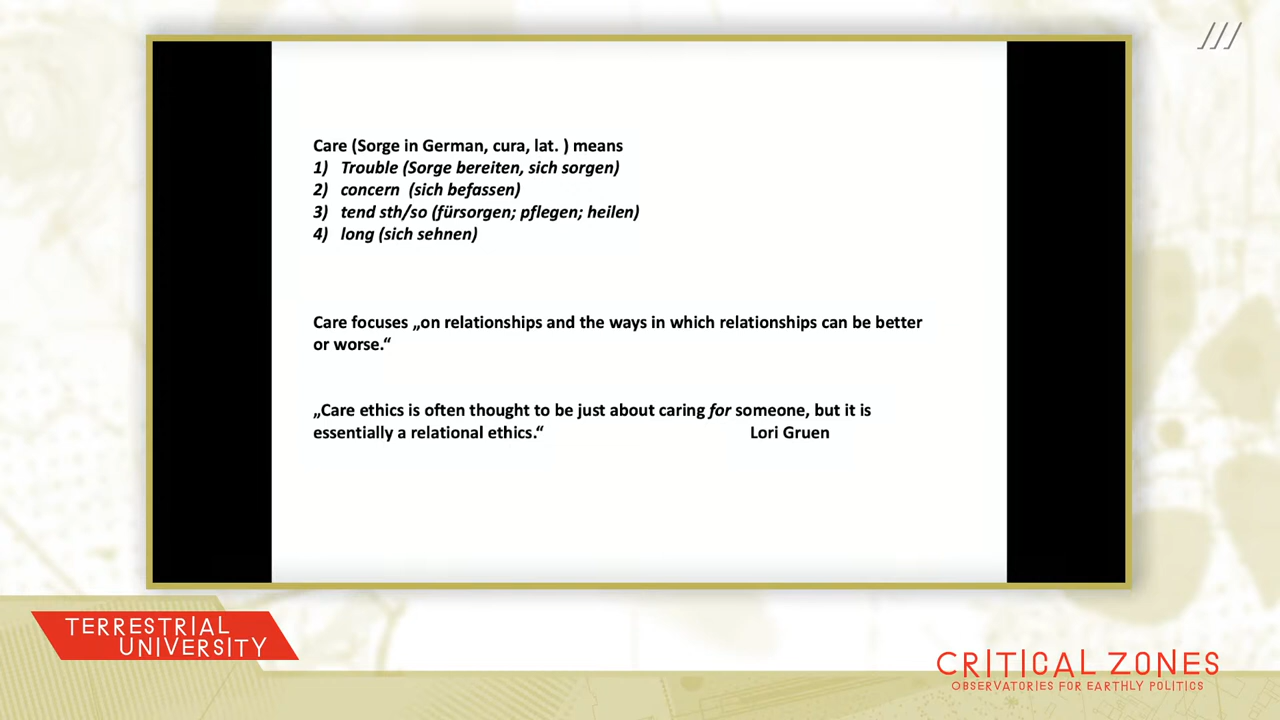 Care (Sorge in German, cura, lat. ) means
1) Trouble (Sorge bereiten, sich sorgen)
2) concern (sich befassen)
3) tend sth/so (fürsorgen; pflegen; heilen)
4) long (sich sehnen)
Care focuses „on relationships and the ways in which relationships can be better
or worse.“
„Care ethics is often thought to be just about caring for someone, but it is
essentially a relational ethics.“ Lori Gruen
TERRESTRIAL
UNIVERSITY
CRITICAL ZONES
OBSERVATORIES FOR EARTHLY POLITICS